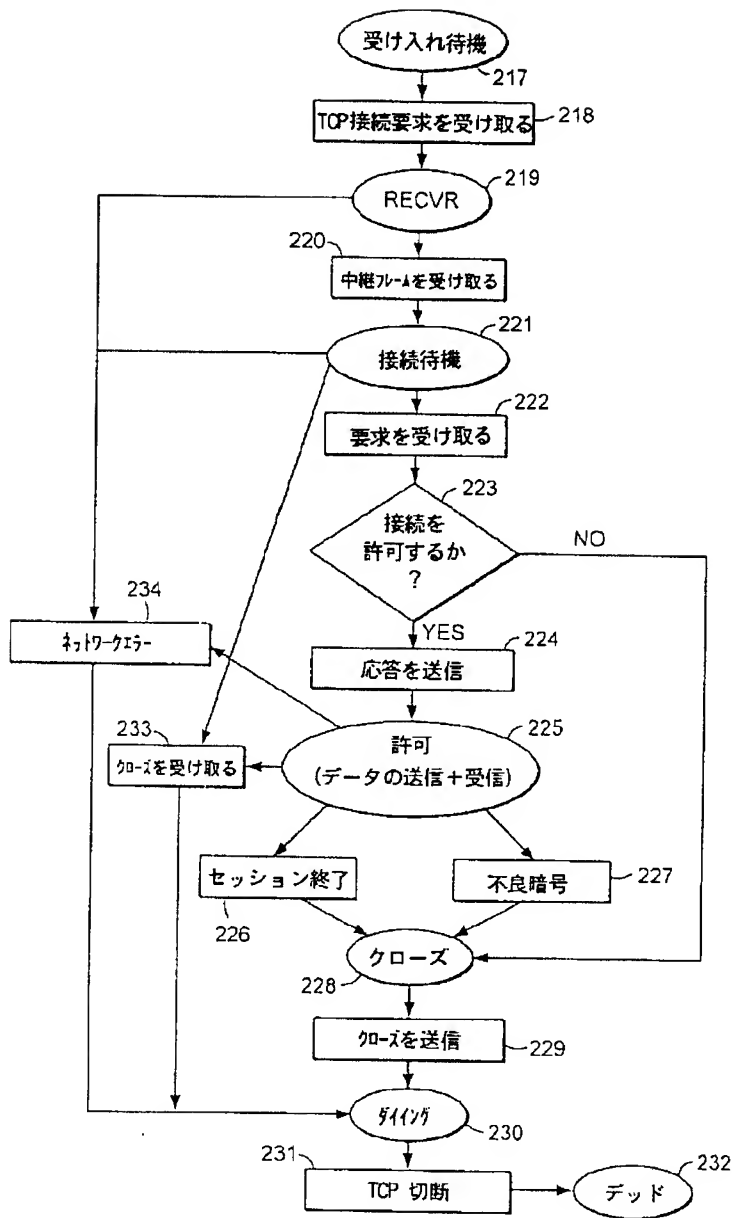 受け入れ待機
217
TCP接続要求を受け取る
218
RECVR
219
220
中継フレームを受け取る
221
接続待機
222
要求を受け取る
223
接続を
許可するか
?
NO
YES
234
ネットワークエラー
224
応答を送信
225
許可
(データの送信+受信)
233
クローズを受け取る
セッション終了
226
不良暗号
227
クローズ
228
クローズを送信
229
ダイイング
230
231
TCP 切断
232
デッド